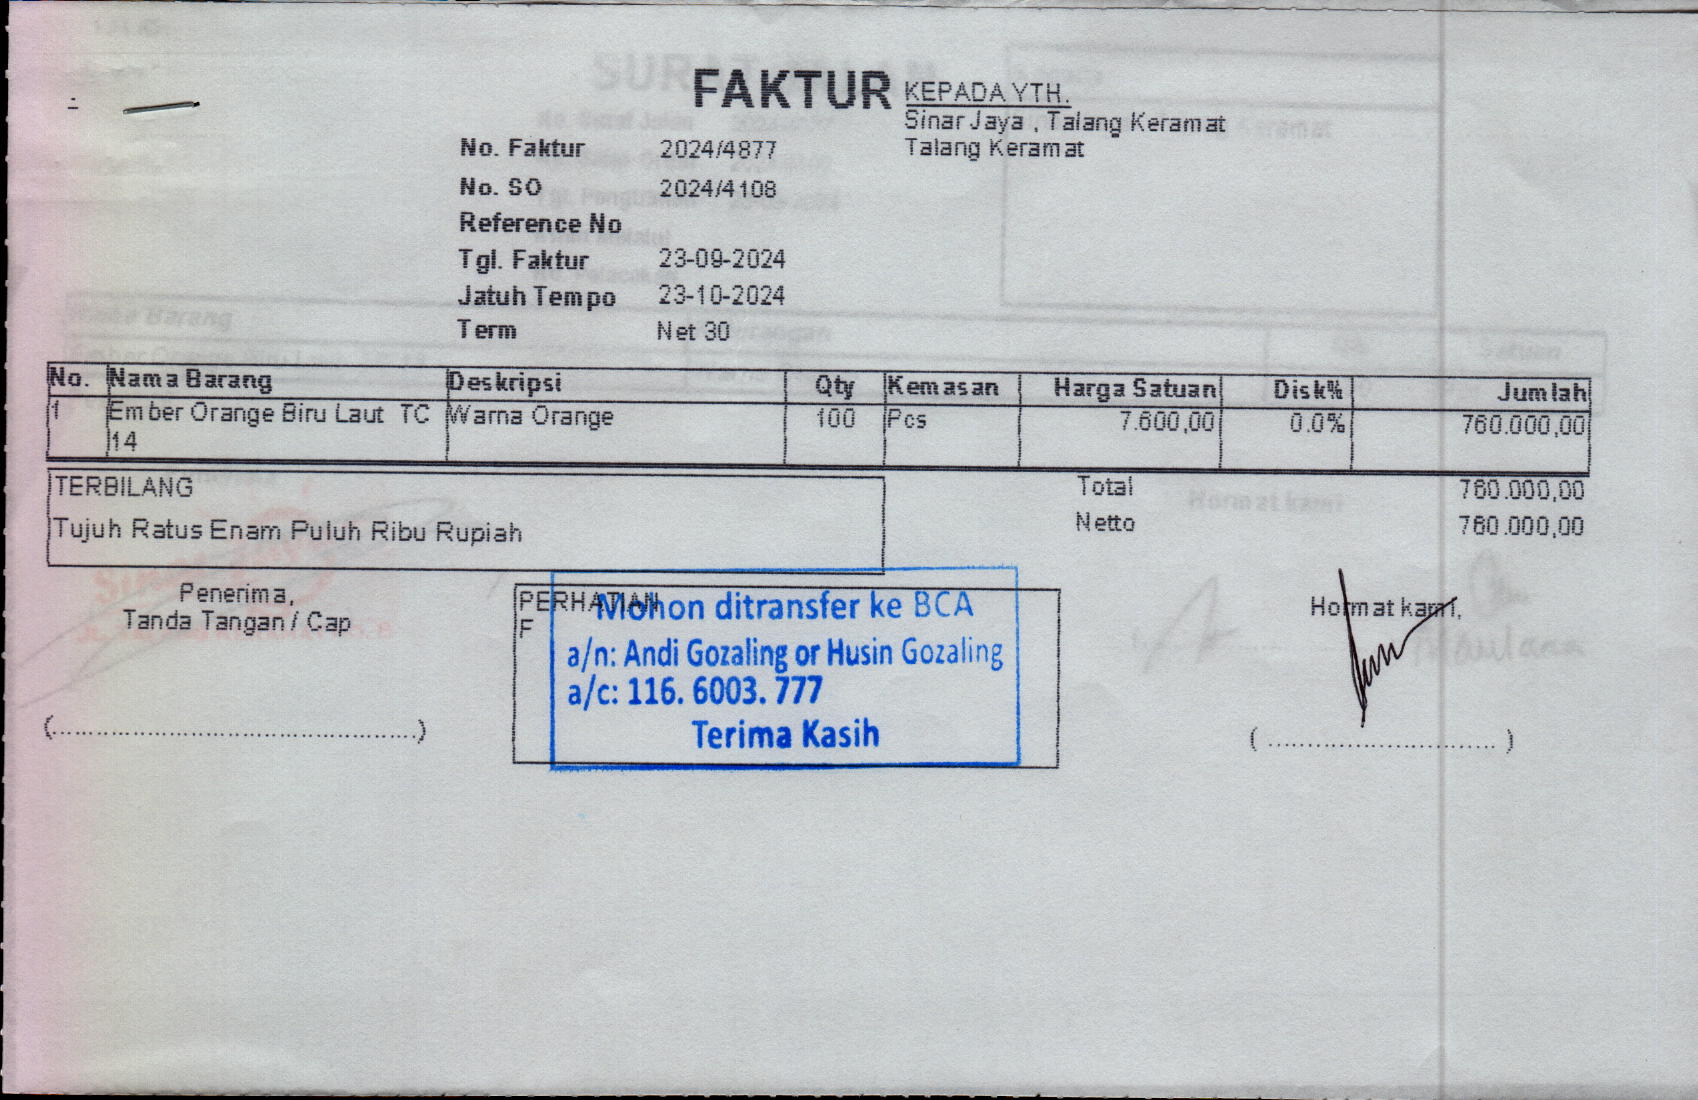 FAKTUR
KEPADA YTH.
Sinar Jaya , Talang Keramat
Talang Keramat
No. Faktur 2024/4877
No. SO 2024/4108
Reference No
Tgl. Faktur 23-09-2024
Jatuh Tempo 23-10-2024
Term Net 30
No. Nama Barang Deskripsi Qty Kemasan Harga Satuan Disk% Jumlah
1 Ember Orange Biru Laut TC Warna Orange 100 Pcs 7.600,00 0.0% 760.000,00
14
TERBILANG
Tujuh Ratus Enam Puluh Ribu Rupiah
Total 760.000,00
Netto 760.000,00
Penerima,
Tanda Tangan / Cap
(..............................................)
PERHATIAN
F
Mohon ditransfer ke BCA
a/n: Andi Gozaling or Husin Gozaling
a/c: 116. 6003. 777
Terima Kasih
Hormat kami,
( ............................. )